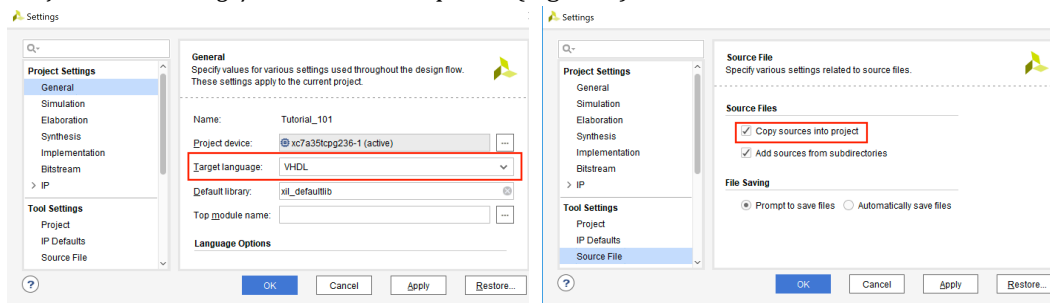 Settings
Project Settings
General
Simulation
Elaboration
Synthesis
Implementation
Bitstream
> IP
Tool Settings
Project
IP Defaults
Source File
General
Specify values for various settings used throughout the design flow.
These settings apply to the current project.
Name: Tutorial_101
Project device: xc7a35tcpg236-1 (active) ...
Target language: VHDL
Default library: xil_defaultlib
Top module name: ...
Language Options
? OK Cancel Apply Restore...
Settings
Q-
Project Settings
General
Simulation
Elaboration
Synthesis
Implementation
Bitstream
> IP
Tool Settings
Project
IP Defaults
Source File
Source File
Specify various settings related to source files.
Source Files
Copy sources into project
Add sources from subdirectories
File Saving
Prompt to save files Automatically save files
? OK Cancel Apply Restore...